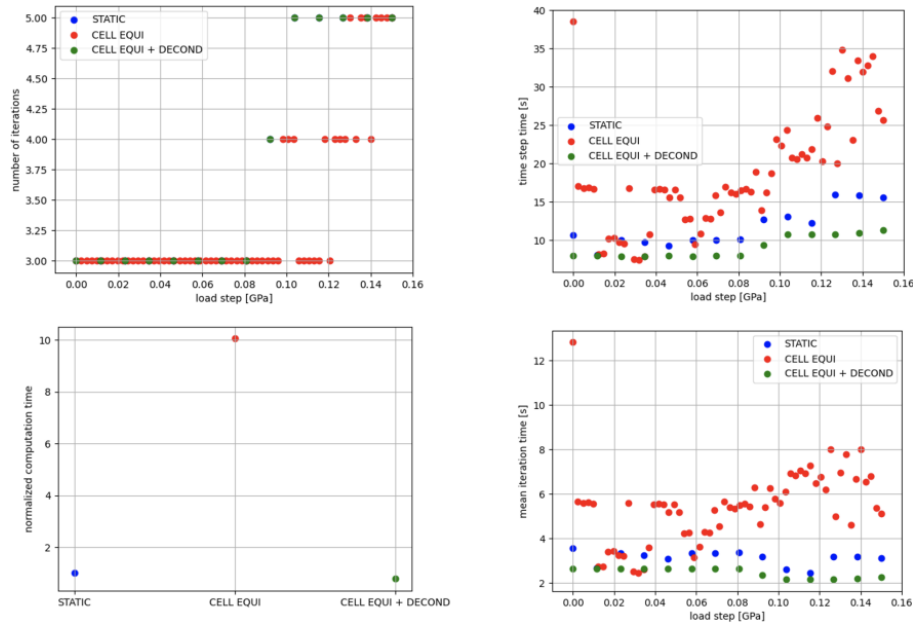 5.00
4.75
4.50
4.25
4.00
3.75
3.50
3.25
3.00
number of iterations
STATIC
CELL EQUI
CELL EQUI + DECOND
0.00 0.02 0.04 0.06 0.08 0.10 0.12 0.14 0.16
load step [GPa]
40
35
30
25
20
15
10
time step time [s]
STATIC
CELL EQUI
CELL EQUI + DECOND
0.00 0.02 0.04 0.06 0.08 0.10 0.12 0.14 0.16
load step [GPa]
10
8
6
4
2
normalized computation time
STATIC CELL EQUI CELL EQUI + DECOND
12
10
8
6
4
2
mean iteration time [s]
STATIC
CELL EQUI
CELL EQUI + DECOND
0.00 0.02 0.04 0.06 0.08 0.10 0.12 0.14 0.16
load step [GPa]